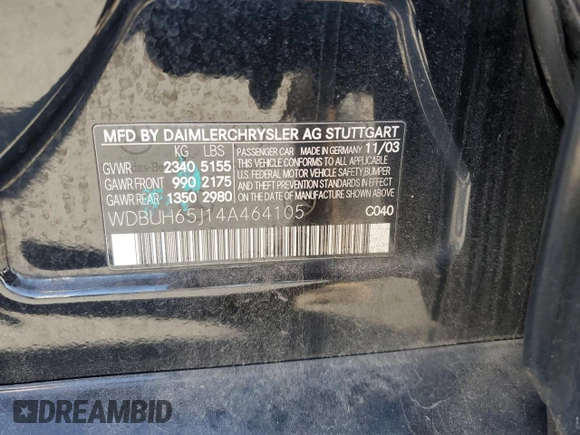 MFD BY DAIMLERCHRYSLER AG STUTTGART
KG LBS
PASSENGER CAR MADE IN GERMANY 11/03
GVWR 2340 5155
GAWR FRONT 990 2175
GAWR REAR 1350 2980
THIS VEHICLE CONFORMS TO ALL APPLICABLE
U.S. FEDERAL MOTOR VEHICLE SAFETY,BUMPER,
AND THEFT PREVENTION STANDARDS IN EFFECT
ON THE DATE OF MANUFACTURE SHOWN ABOVE.
WDBUH65J14A464105
C040
DREAMBID